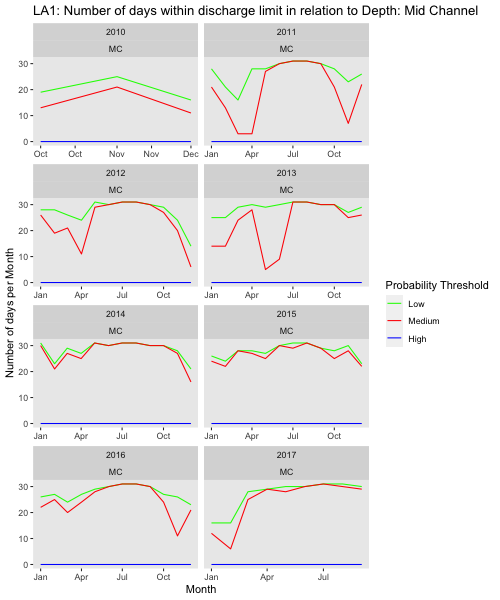 LA1: Number of days within discharge limit in relation to Depth: Mid Channel
2010
MC
2011
MC
30
20
10
0
Oct Oct Nov Nov Dec
Jan Apr Jul Oct
2012
MC
2013
MC
30
20
10
0
Jan Apr Jul Oct
Jan Apr Jul Oct
2014
MC
2015
MC
30
20
10
0
Jan Apr Jul Oct
Jan Apr Jul Oct
2016
MC
2017
MC
30
20
10
0
Jan Apr Jul Oct
Jan Apr Jul
Month
Number of days per Month
Probability Threshold
Low
Medium
High